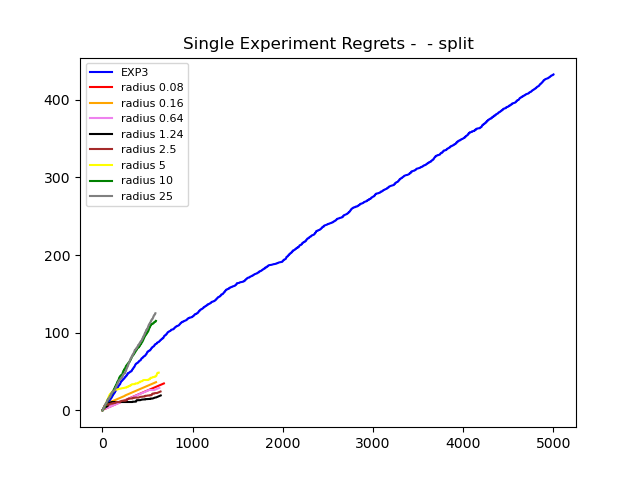 Single Experiment Regrets -  - split
EXP3
radius 0.08
radius 0.16
radius 0.64
radius 1.24
radius 2.5
radius 5
radius 10
radius 25
400
300
200
100
0
0 1000 2000 3000 4000 5000